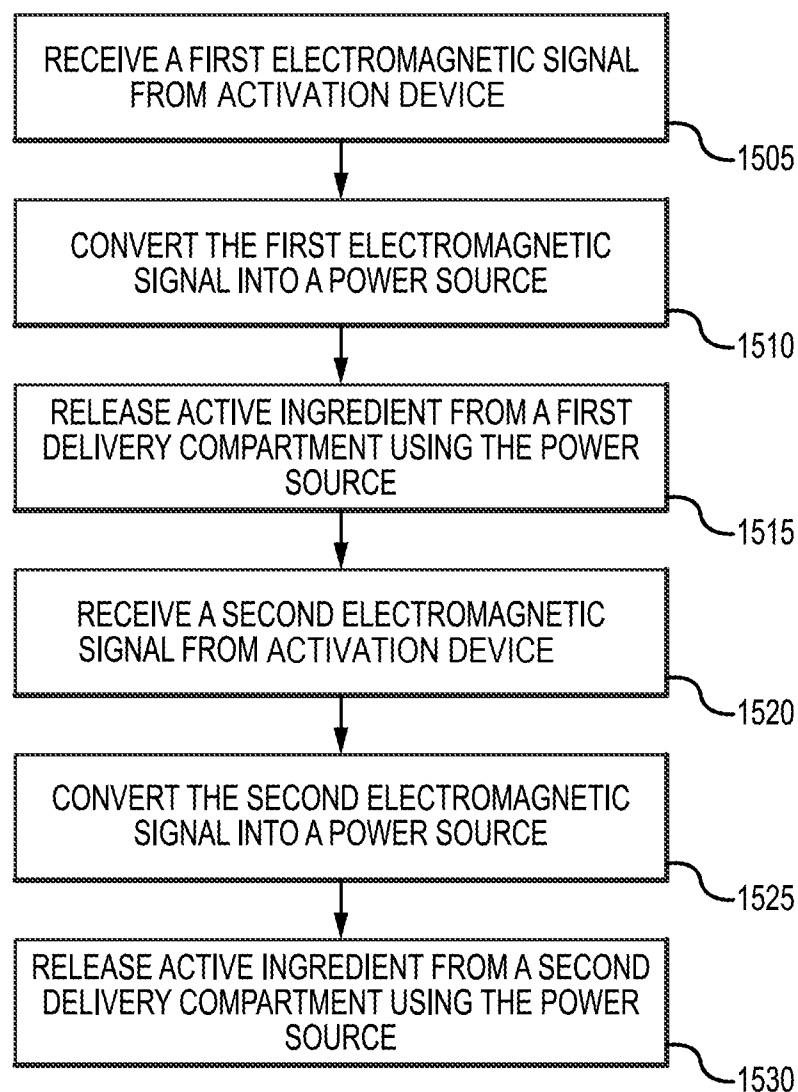 RECEIVE A FIRST ELECTROMAGNETIC SIGNAL
FROM ACTIVATION DEVICE
1505
CONVERT THE FIRST ELECTROMAGNETIC
SIGNAL INTO A POWER SOURCE
1510
RELEASE ACTIVE INGREDIENT FROM A FIRST
DELIVERY COMPARTMENT USING THE POWER
SOURCE
1515
RECEIVE A SECOND ELECTROMAGNETIC
SIGNAL FROM ACTIVATION DEVICE
1520
CONVERT THE SECOND ELECTROMAGNETIC
SIGNAL INTO A POWER SOURCE
1525
RELEASE ACTIVE INGREDIENT FROM A SECOND
DELIVERY COMPARTMENT USING THE POWER
SOURCE
1530